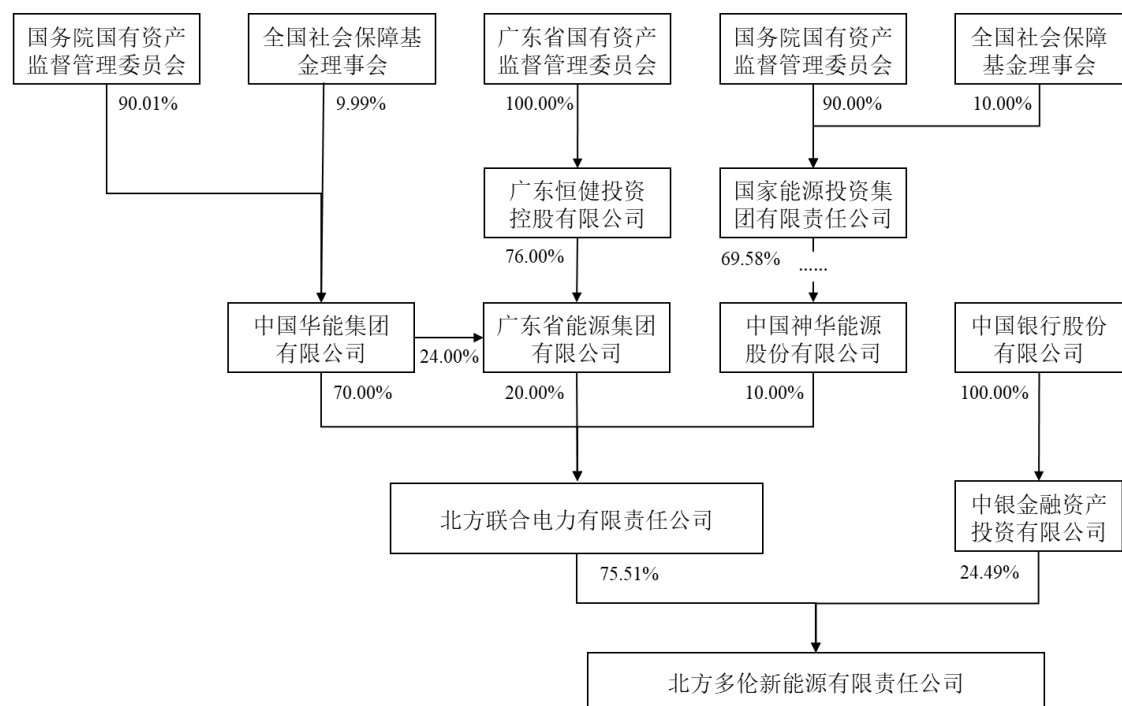 国务院国有资产
监督管理委员会
全国社会保障基
金理事会
广东省国有资产
监督管理委员会
国务院国有资产
监督管理委员会
全国社会保障
基金理事会
90.01%
9.99%
100.00%
90.00%
10.00%
广东恒健投资
控股有限公司
国家能源投资集
团有限责任公司
76.00%
69.58%
......
中国华能集团
有限公司
24.00%
广东省能源集团
有限公司
中国神华能源
股份有限公司
中国银行股份
有限公司
70.00%
20.00%
10.00%
100.00%
北方联合电力有限责任公司
中银金融资产
投资有限公司
75.51%
24.49%
北方多伦新能源有限责任公司